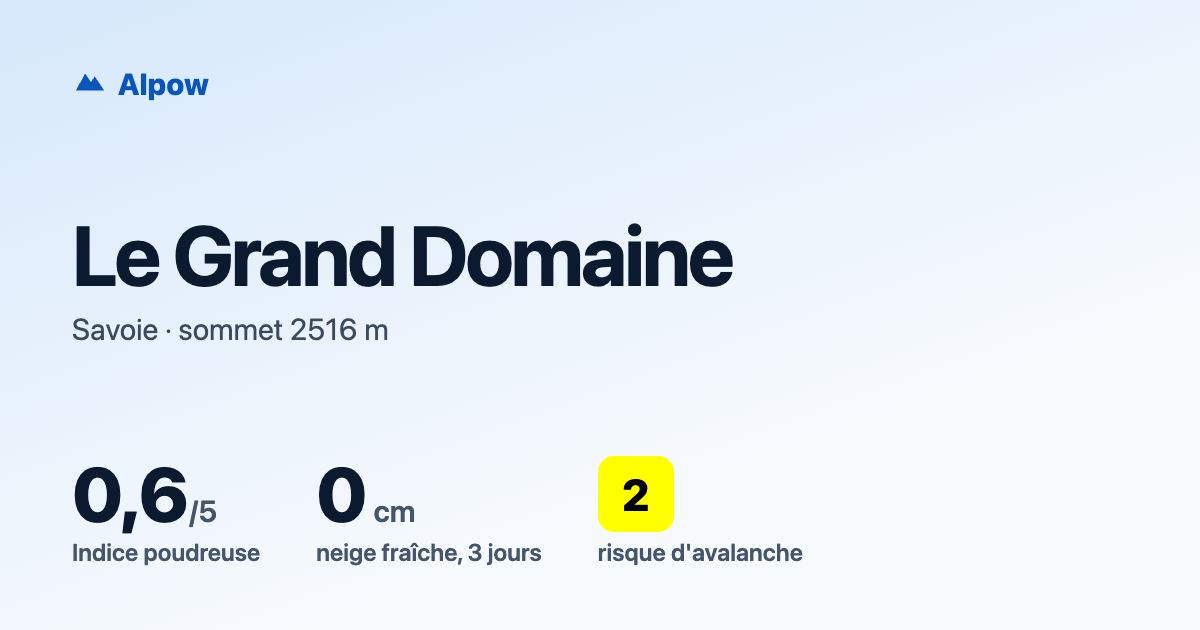 Alpow
Le Grand Domaine
Savoie · sommet 2516 m
0,6/5
Indice poudreuse
0 cm
neige fraîche, 3 jours
2
risque d'avalanche